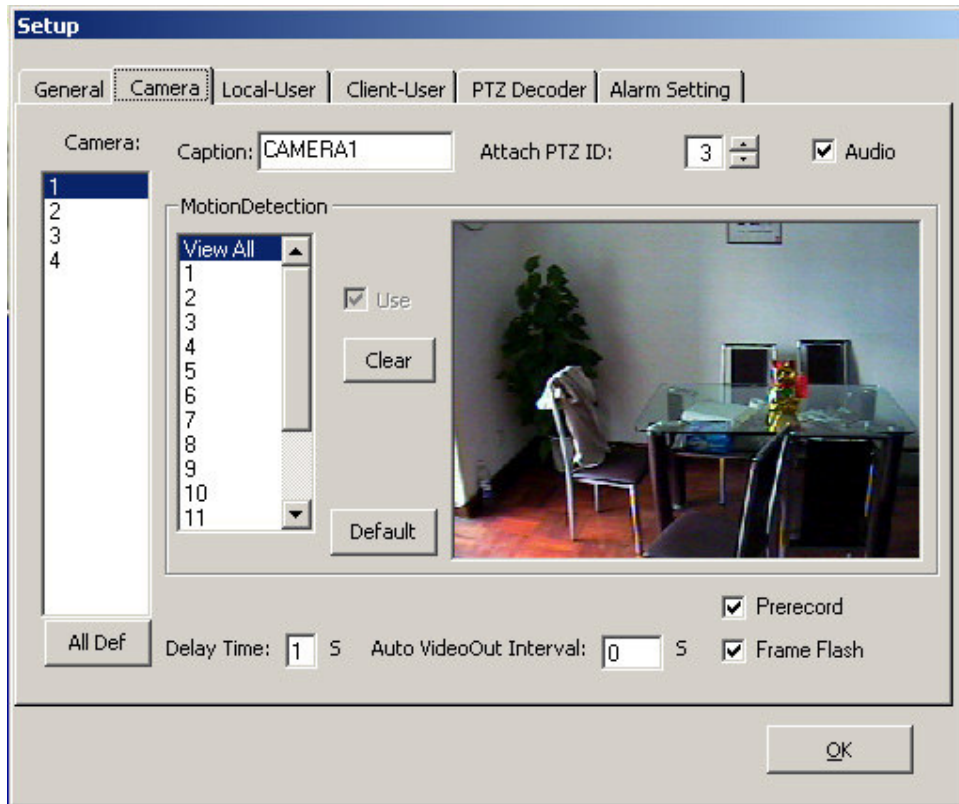 Setup
General Camera Local-User Client-User PTZ Decoder Alarm Setting
Camera: Caption: CAMERA1 Attach PTZ ID: 3 Audio
1
2
3
4
MotionDetection
View All
1
2
3
4
5
6
7
8
9
10
11
Use
Clear
Default
Prerecord
All Def Delay Time: 1 S Auto VideoOut Interval: 0 S Frame Flash
OK